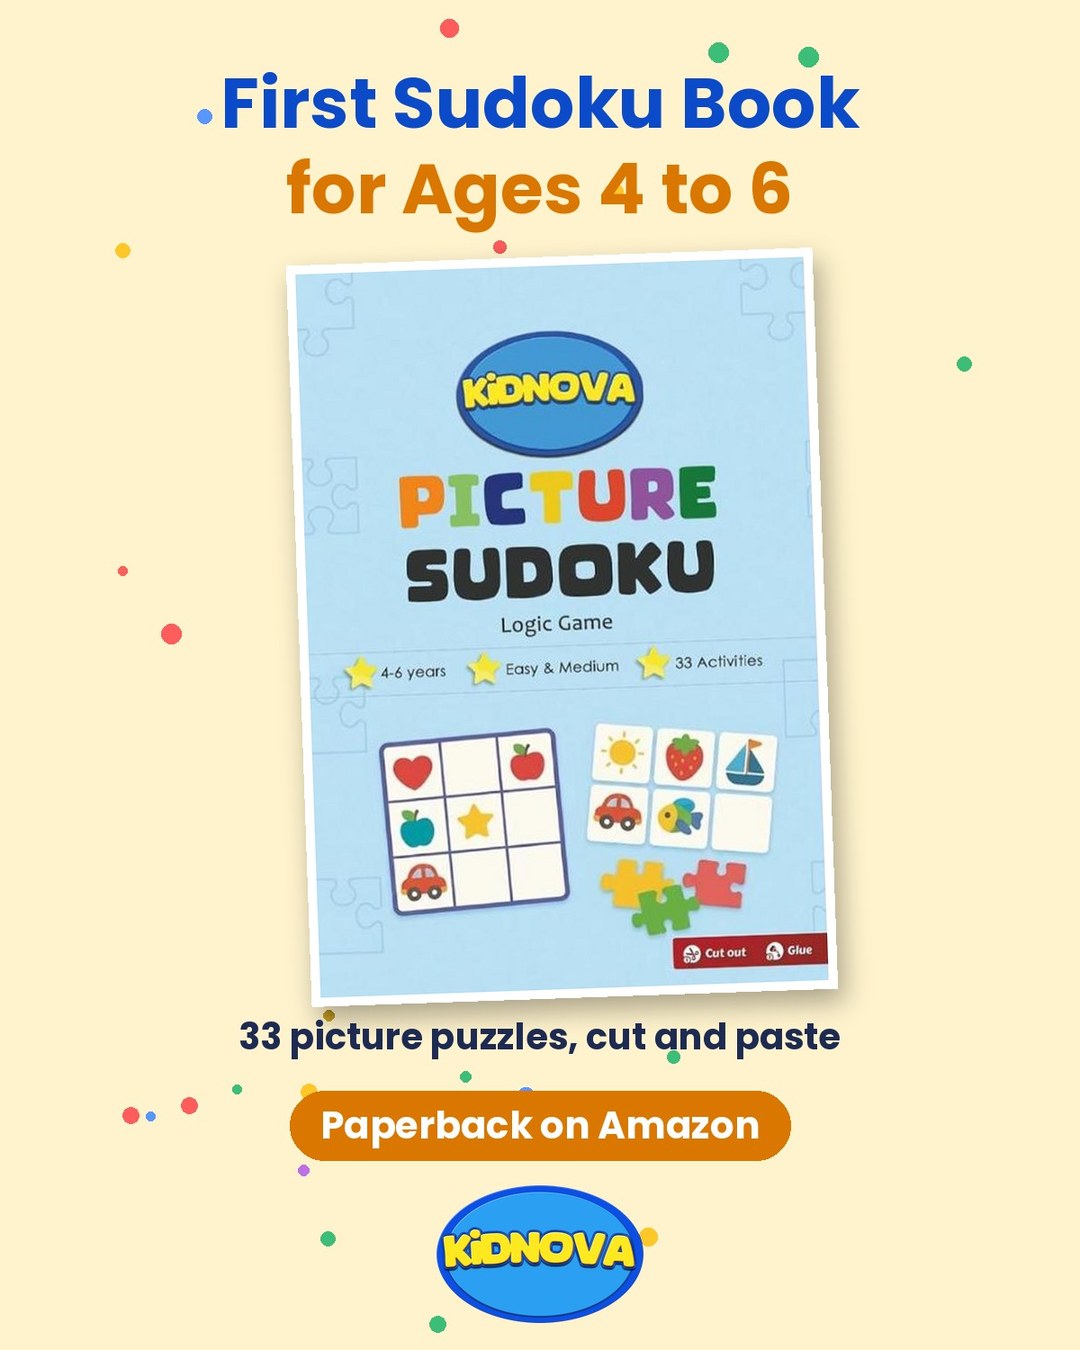 First Sudoku Book
for Ages 4 to 6
KiDNOVA
PICTURE
SUDOKU
Logic Game
4-6 years Easy & Medium 33 Activities
Cut out Glue
33 picture puzzles, cut and paste
Paperback on Amazon
KiDNOVA